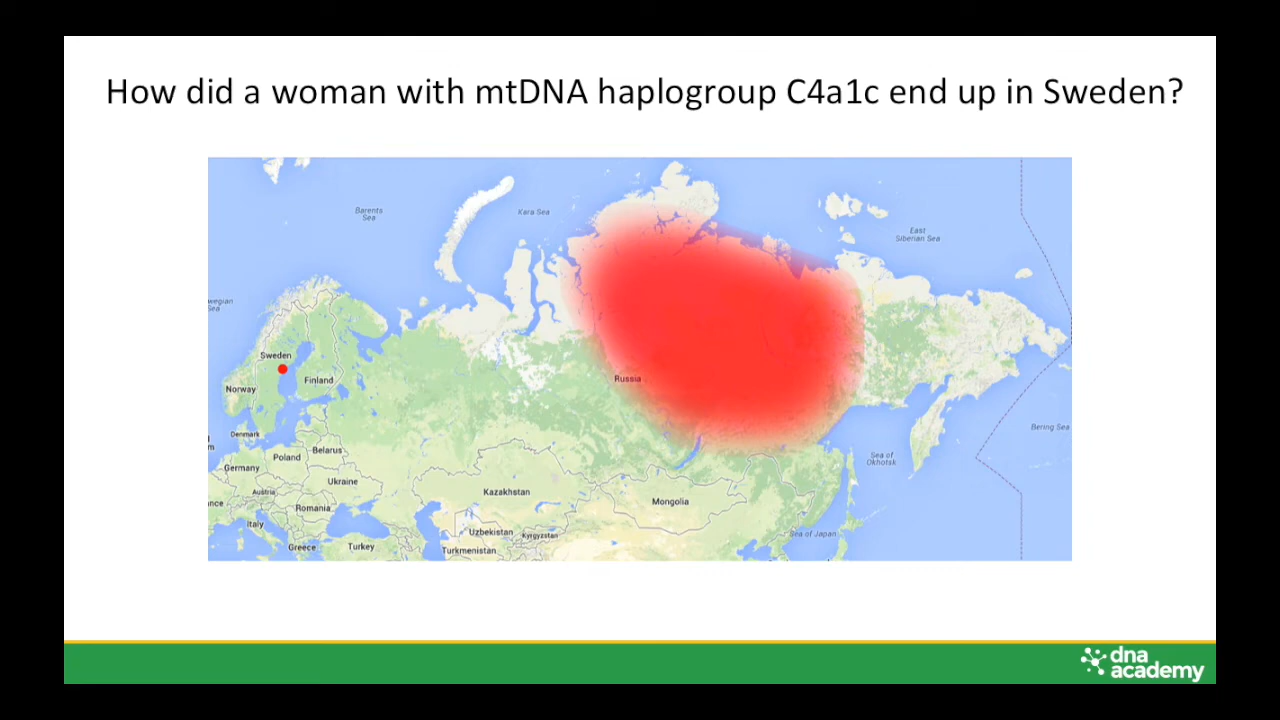 How did a woman with mtDNA haplogroup C4a1c end up in Sweden?
Barents
Sea
Kara Sea
East
Siberian Sea
wegian
Sea
Sweden
Finland
Norway
Russia
Denmark
Bering Sea
Poland
Belarus
Sea of
Okhotsk
Germany
Ukraine
Austria
Kazakhstan
Mongolia
nce
Romania
Italy
Uzbekistan
Kyrgyzstan
Sea of Japan
Greece
Turkey
Turkmenistan
dna
academy